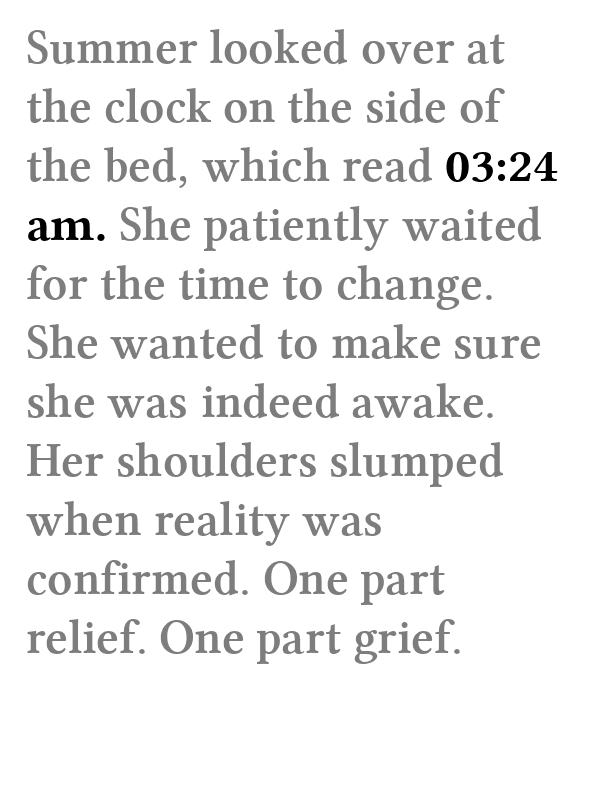 Summer looked over at
the clock on the side of
the bed, which read 03:24
am. She patiently waited
for the time to change.
She wanted to make sure
she was indeed awake.
Her shoulders slumped
when reality was
confirmed. One part
relief. One part grief.